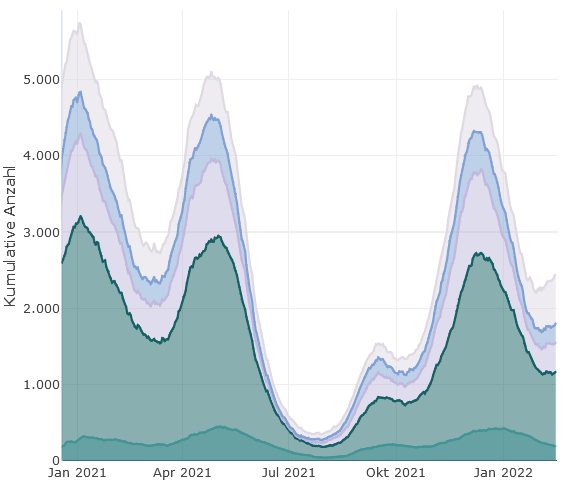 Kumulative Anzahl
5.000
4.000
3.000
2.000
1.000
0
Jan 2021
Apr 2021
Jul 2021
Okt 2021
Jan 2022